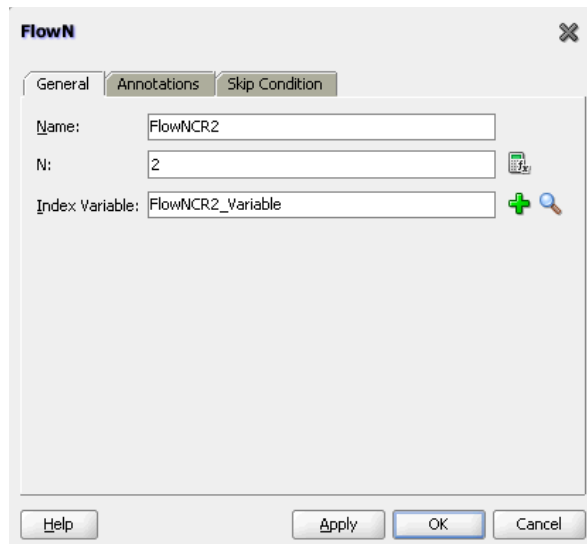 FlowN
General Annotations Skip Condition
Name: FlowNCR2
N: 2
Index Variable: FlowNCR2_Variable
Help Apply OK Cancel